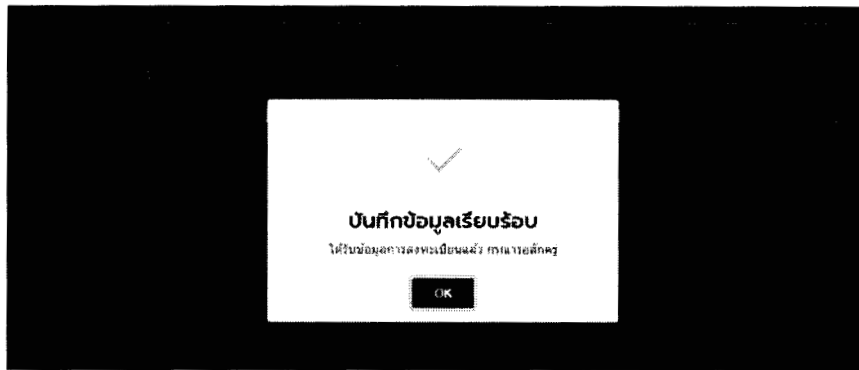 บันทึกข้อมูลเรียบร้อบ
ได้รับข้อมูลการลงทะเบียนแล้ว กรุณารอสักครู่
OK